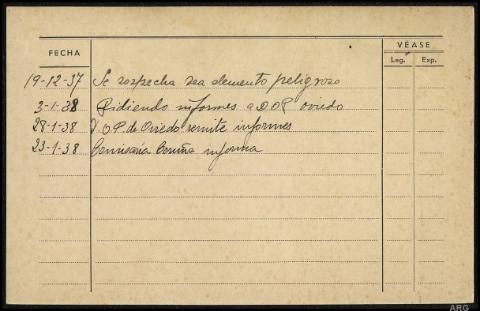 FECHA
VÉASE
Leg. Exp.
19-12-37 Se sospecha sea elemento peligroso
3-1-38 Pidiendo informes a D.O.P. Oviedo
28-1-38 D.O.P. de Oviedo remite informes
23-1-38 Comisaría Coruña informa
ARG